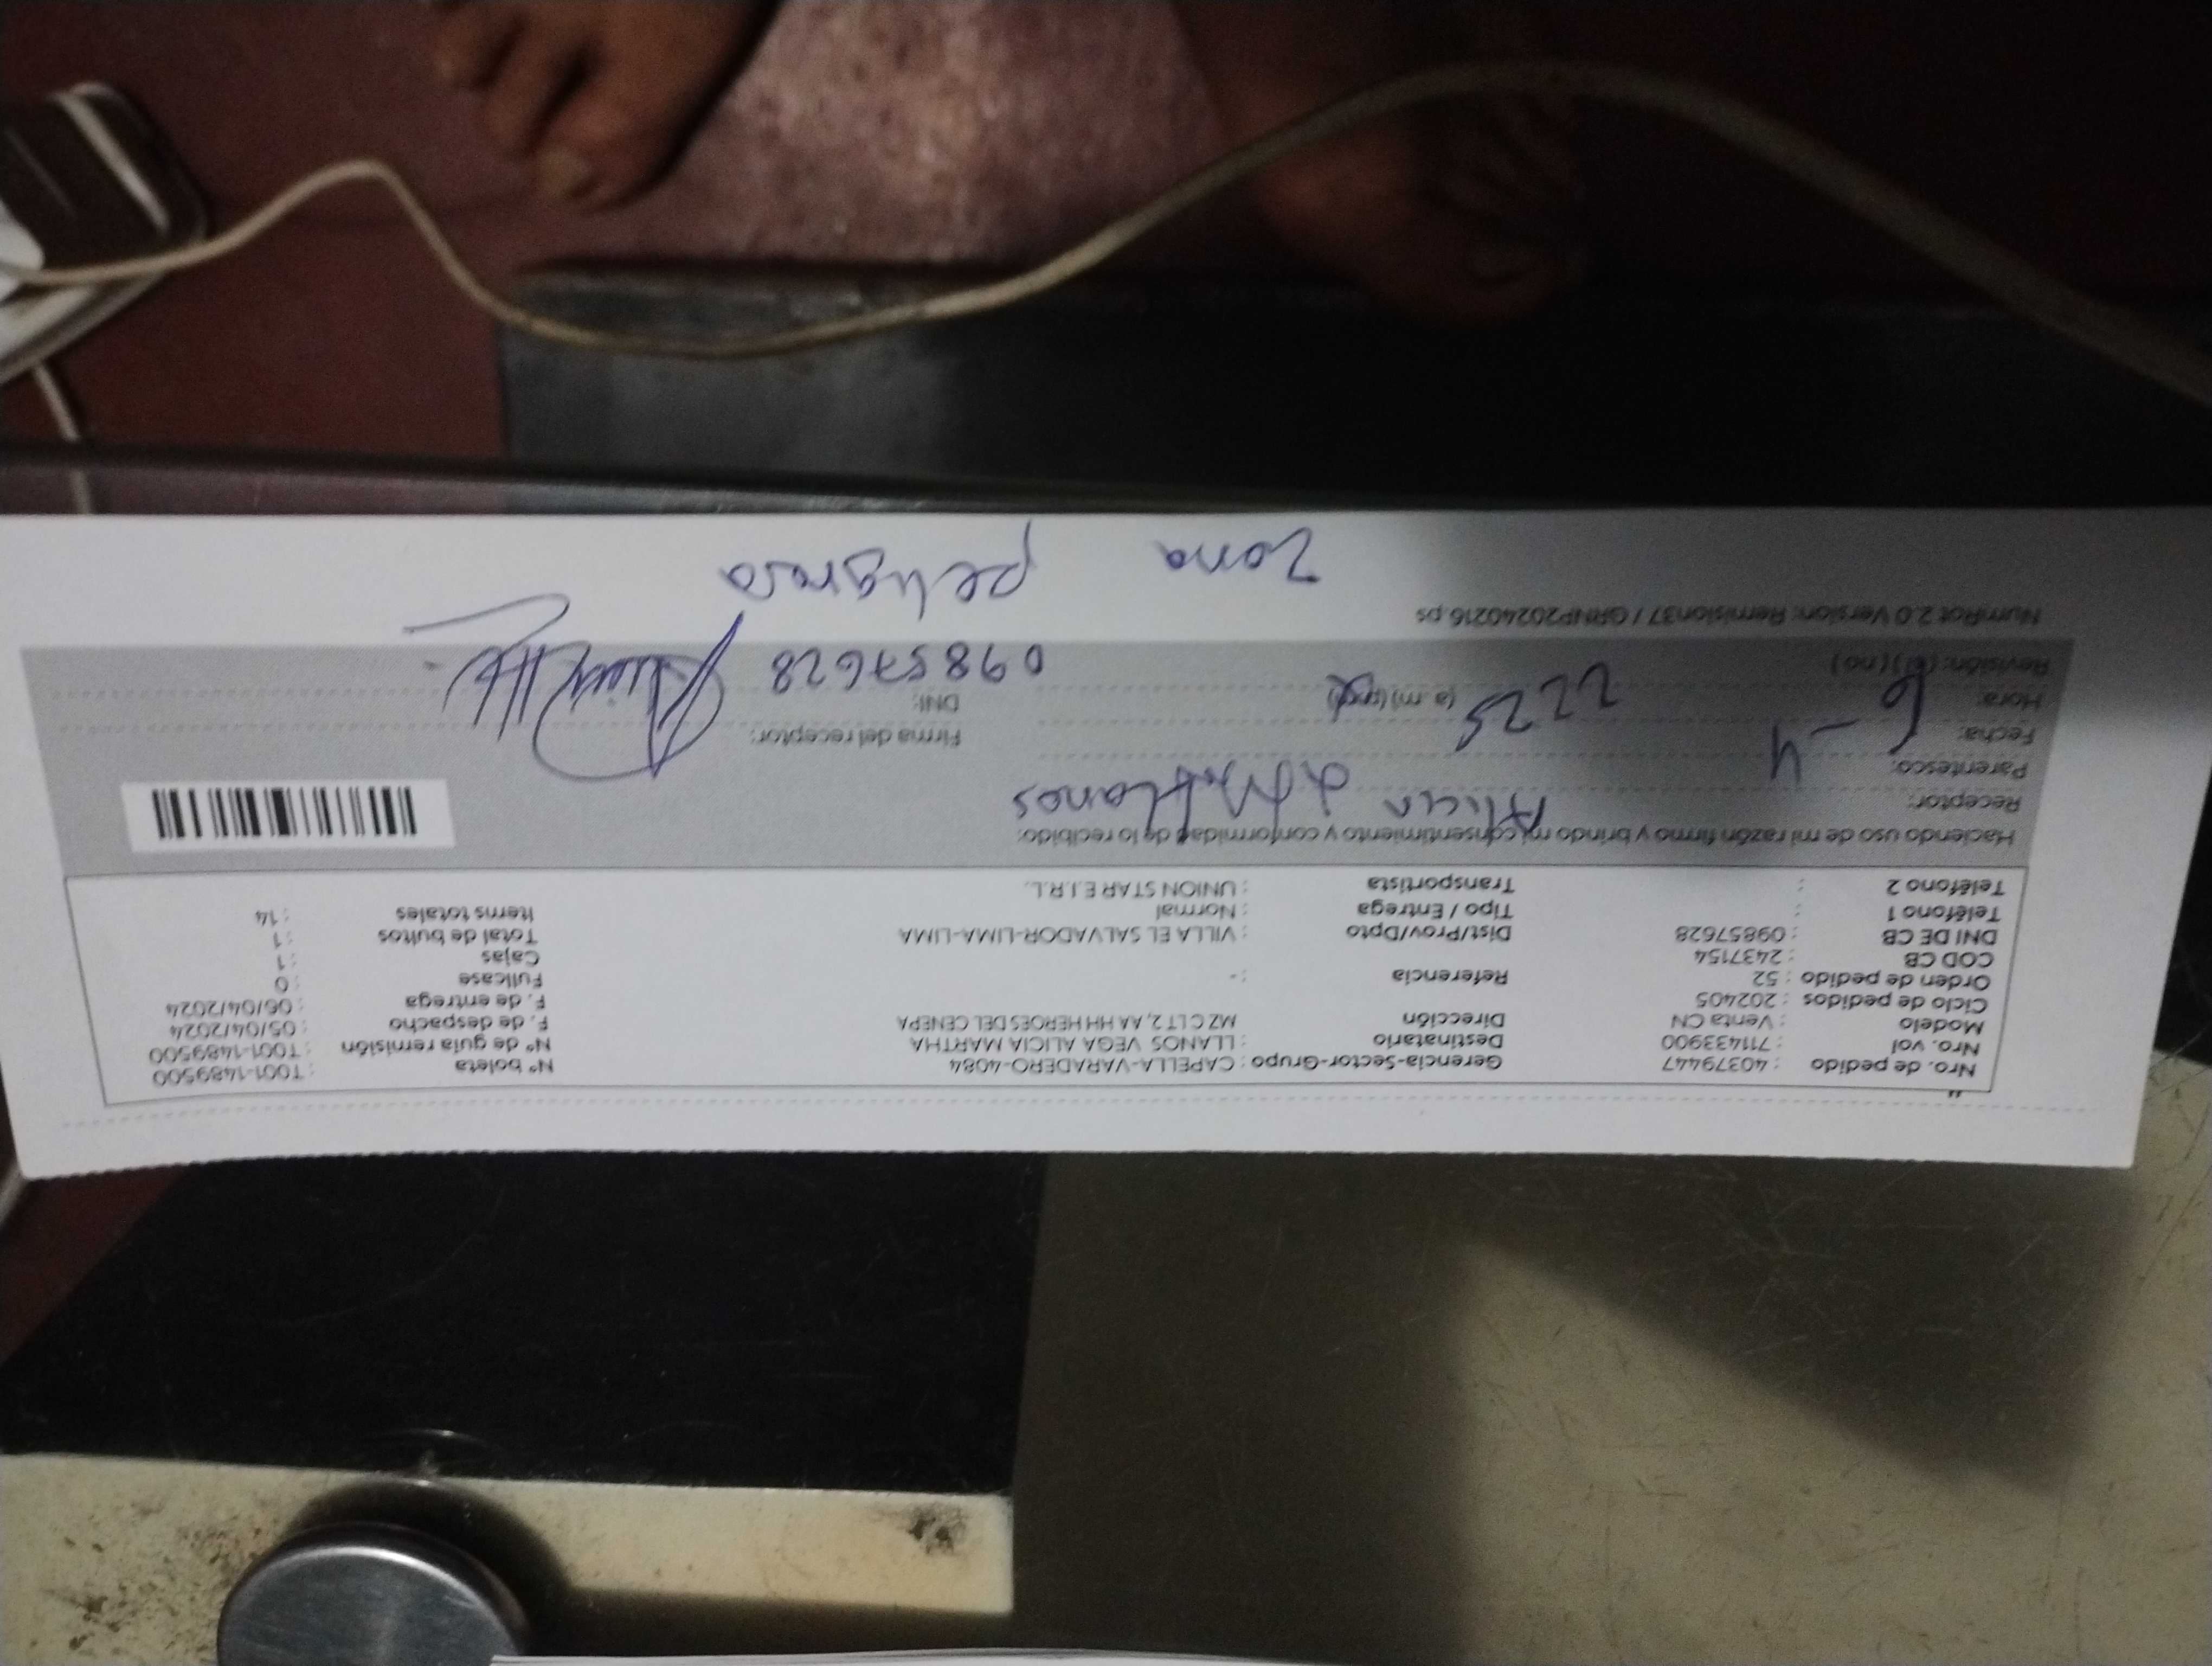 Nro. de pedido : 40379447 Gerencia-Sector-Grupo : CAPELLA-VARADERO-4084 N° boleta : T001-1489500
Nro. vol : 711433900 Destinatario : LLANOS VEGA ALICIA MARTHA N° de guia remisión : T001-1489500
Modelo : Venta CN Dirección MZ C LT 2, AA HH HEROES DEL CENEPA F. de despacho : 05/04/2024
Ciclo de pedidos : 202405 F. de entrega : 06/04/2024
Orden de pedido : 52 Referencia : - Fullcase : 0
COD CB : 2437154 Cajas : 1
DNI DE CB : 09857628 Dist/Prov/Dpto : VILLA EL SALVADOR-LIMA-LIMA Total de bultos : 1
Teléfono 1 : Tipo / Entrega : Normal Items totales : 14
Teléfono 2 : Transportista : UNION STAR E.I.R.L.
Haciendo uso de mi razón firmo y brindo mi consentimiento y conformidad de lo recibido:
Receptor: Alicia Llanos
Parentesco:
Fecha: 6-4 Firma del receptor:
Hora: 22 25 (a. m) (p.m) DNI: 09857628
Revisión: (si) (no)
NumRot 2.0 Version: Remision37 / GRNP20240216.ps
Zona peligrosa